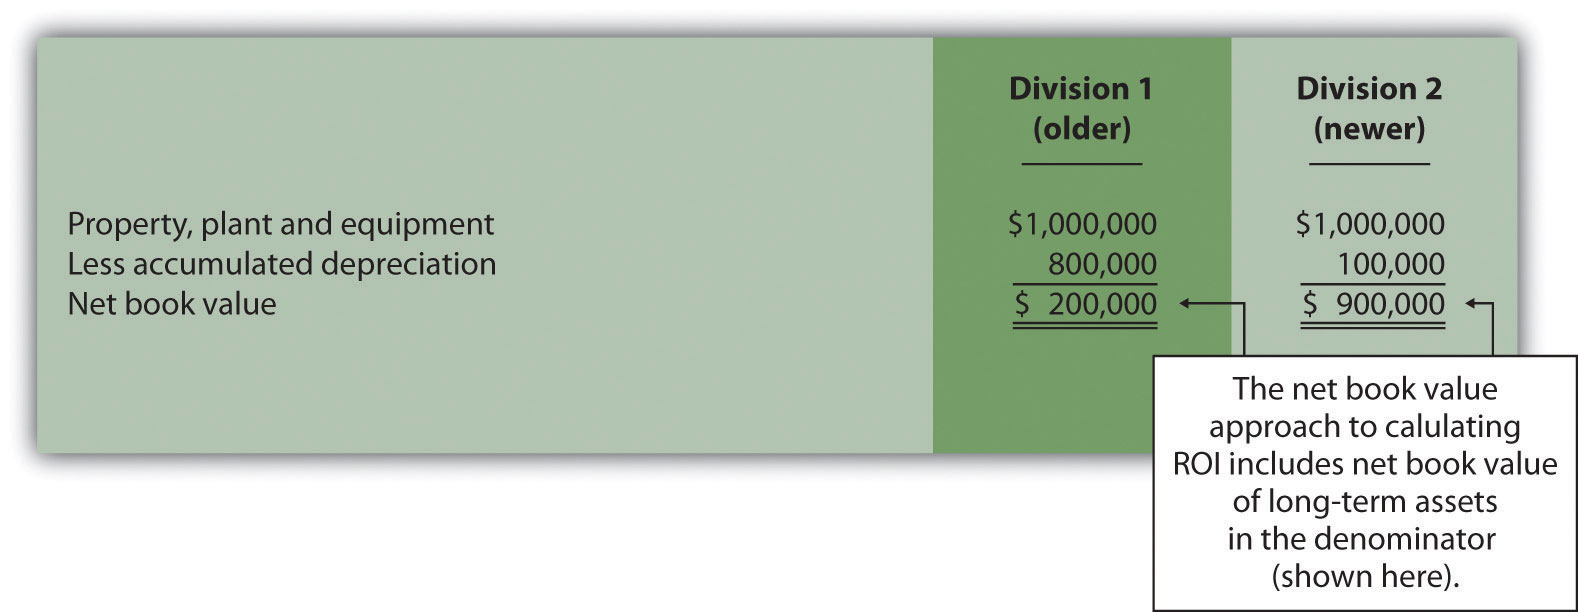 Division 1 Division 2
(older) (newer)
Property, plant and equipment $1,000,000 $1,000,000
Less accumulated depreciation 800,000 100,000
Net book value $ 200,000 $ 900,000
The net book value
approach to calulating
ROI includes net book value
of long-term assets
in the denominator
(shown here).